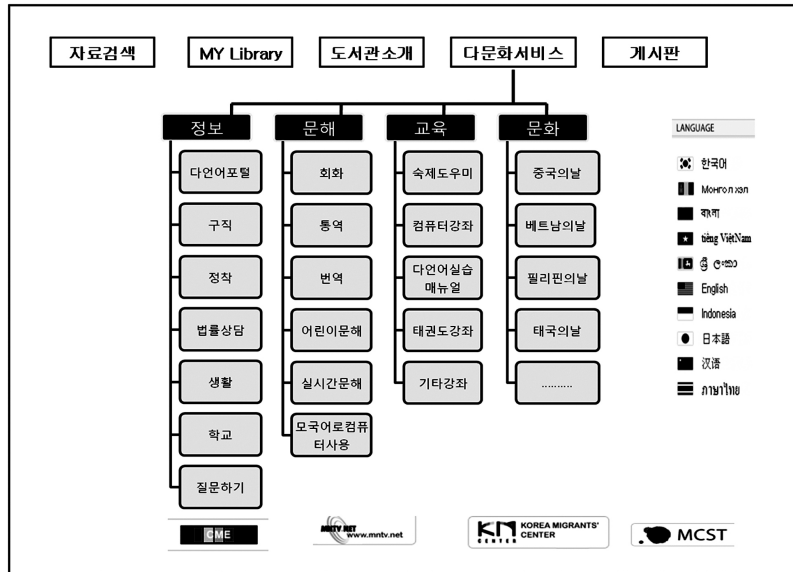 자료검색
MY Library
도서관소개
다문화서비스
게시판
정보
문해
교육
문화
다언어포털
구직
정착
법률상담
생활
학교
질문하기
회화
통역
번역
어린이문해
실시간문해
모국어로컴퓨
터사용
숙제도우미
컴퓨터강좌
다언어실습
매뉴얼
태권도강좌
기타강좌
중국의날
베트남의날
필리핀의날
태국의날
..........
LANGUAGE
한국어
Монгол хэл
বাংলা
tiếng ViệtNam
ශ්‍රී ලංකා
English
Indonesia
日本語
汉语
ภาษาไทย
CME
MNTV NET
www.mntv.net
KM
CENTER
KOREA MIGRANTS'
CENTER
MCST